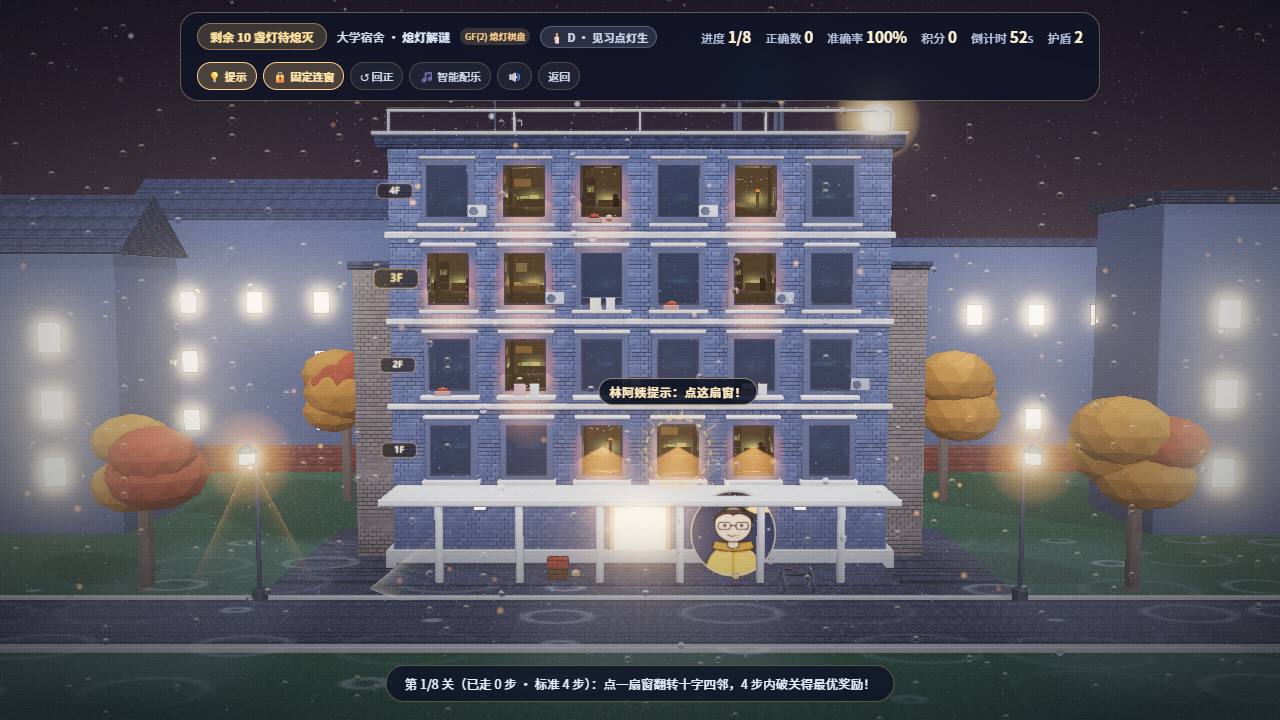 剩余 10 盏灯待熄灭 大学宿舍 · 熄灯解谜 GF(2) 熄灯棋盘 D · 见习点灯生 进度 1/8 正确数 0 准确率 100% 积分 0 倒计时 52s 护盾 2
提示 固定连窗 ↺回正 智能配乐 返回
4F
3F
2F
林阿姨提示：点这扇窗！
1F
第 1/8 关（已走 0 步 · 标准 4 步）：点一扇窗翻转十字四邻，4 步内破关得最优奖励！